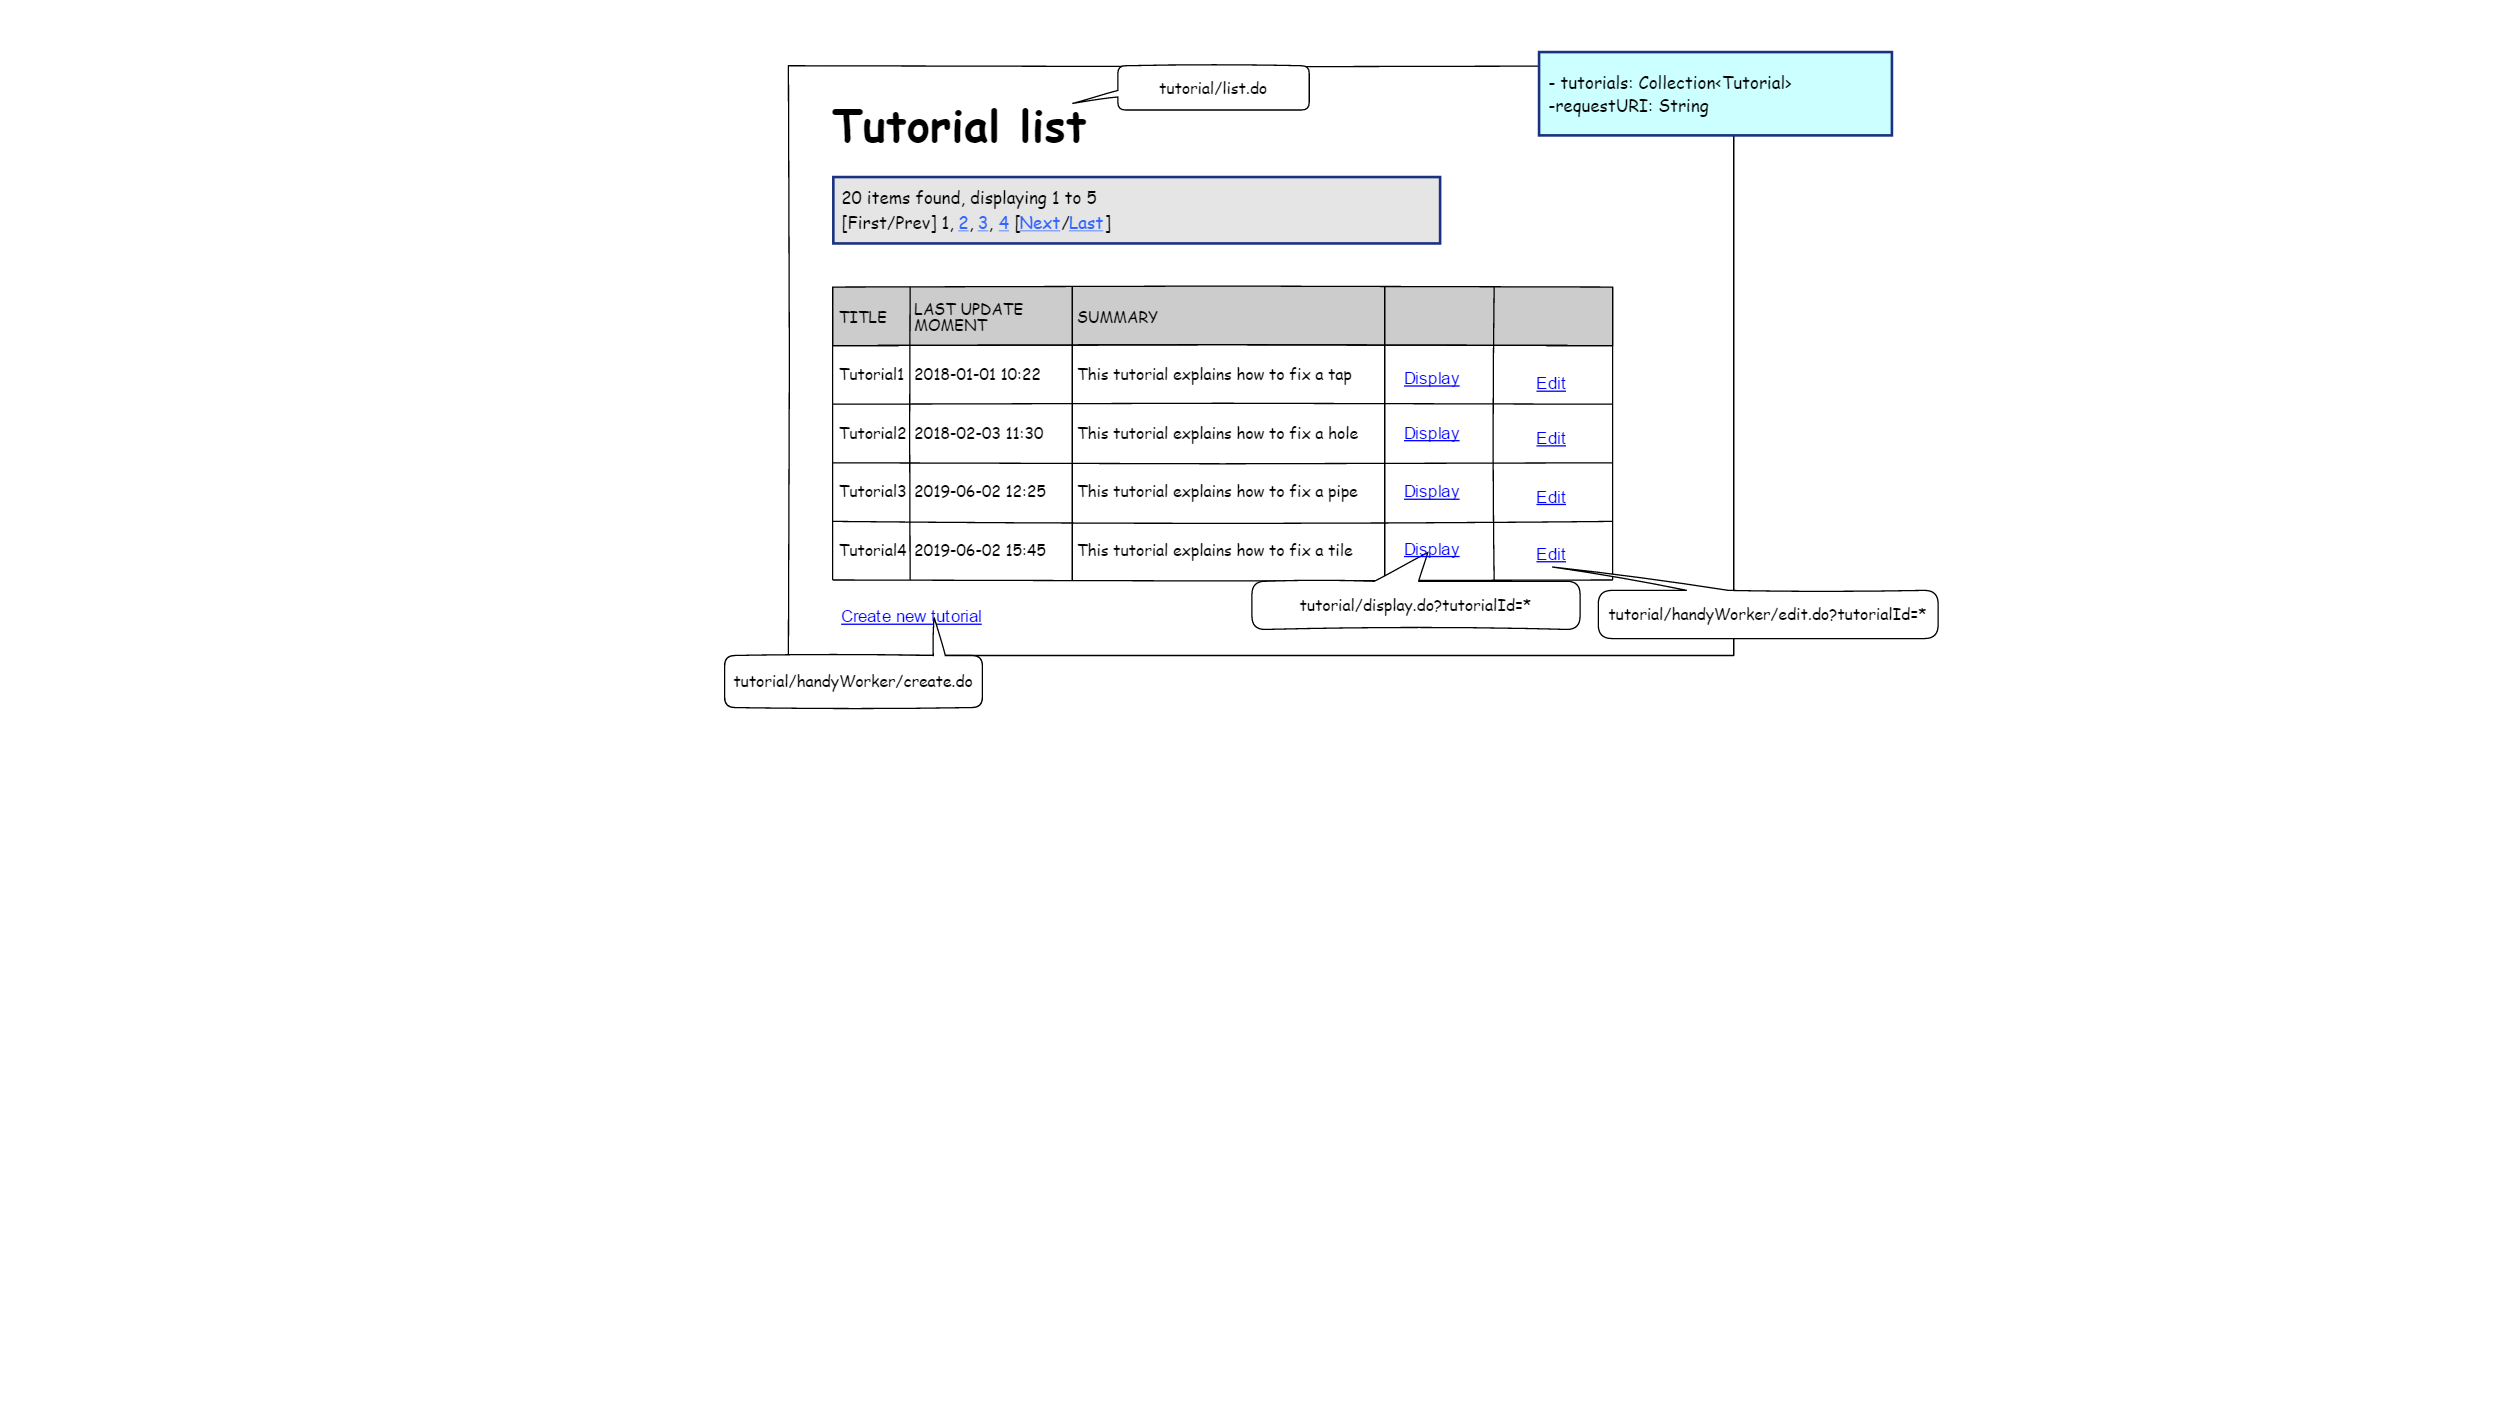 tutorial/list.do
- tutorials: Collection<Tutorial>
-requestURI: String
Tutorial list
20 items found, displaying 1 to 5
[First/Prev] 1, 2, 3, 4 [Next/Last]
TITLE
LAST UPDATE
MOMENT
SUMMARY
Tutorial1 2018-01-01 10:22 This tutorial explains how to fix a tap Display Edit
Tutorial2 2018-02-03 11:30 This tutorial explains how to fix a hole Display Edit
Tutorial3 2019-06-02 12:25 This tutorial explains how to fix a pipe Display Edit
Tutorial4 2019-06-02 15:45 This tutorial explains how to fix a tile Display Edit
tutorial/display.do?tutorialId=*
tutorial/handyWorker/edit.do?tutorialId=*
Create new tutorial
tutorial/handyWorker/create.do